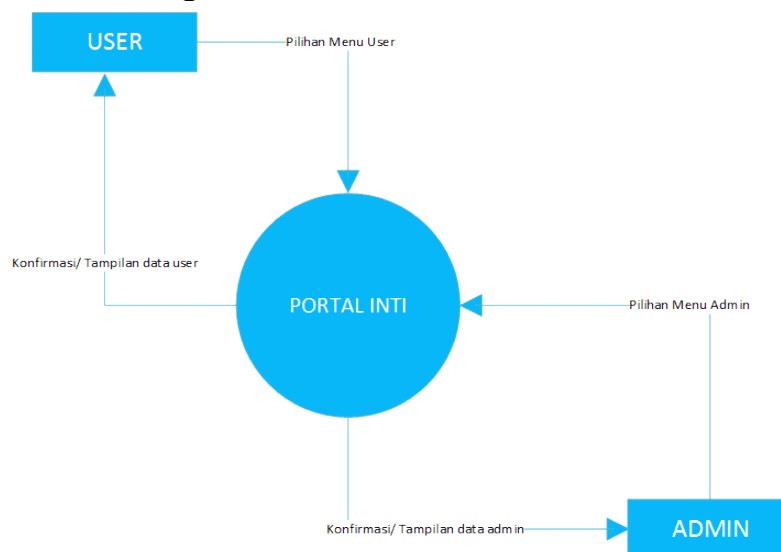 USER
Pilihan Menu User
Konfirmasi/ Tampilan data user
PORTAL INTI
Pilihan Menu Admin
Konfirmasi/ Tampilan data admin
ADMIN